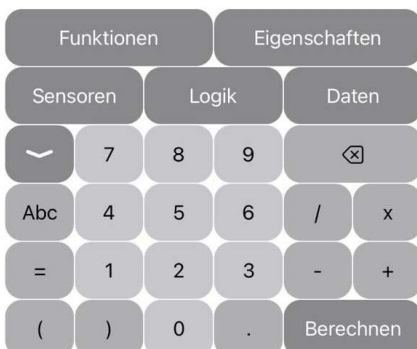 Funktionen Eigenschaften
Sensoren Logik Daten
7 8 9
Abc 4 5 6 / x
= 1 2 3 - +
( ) 0 . Berechnen